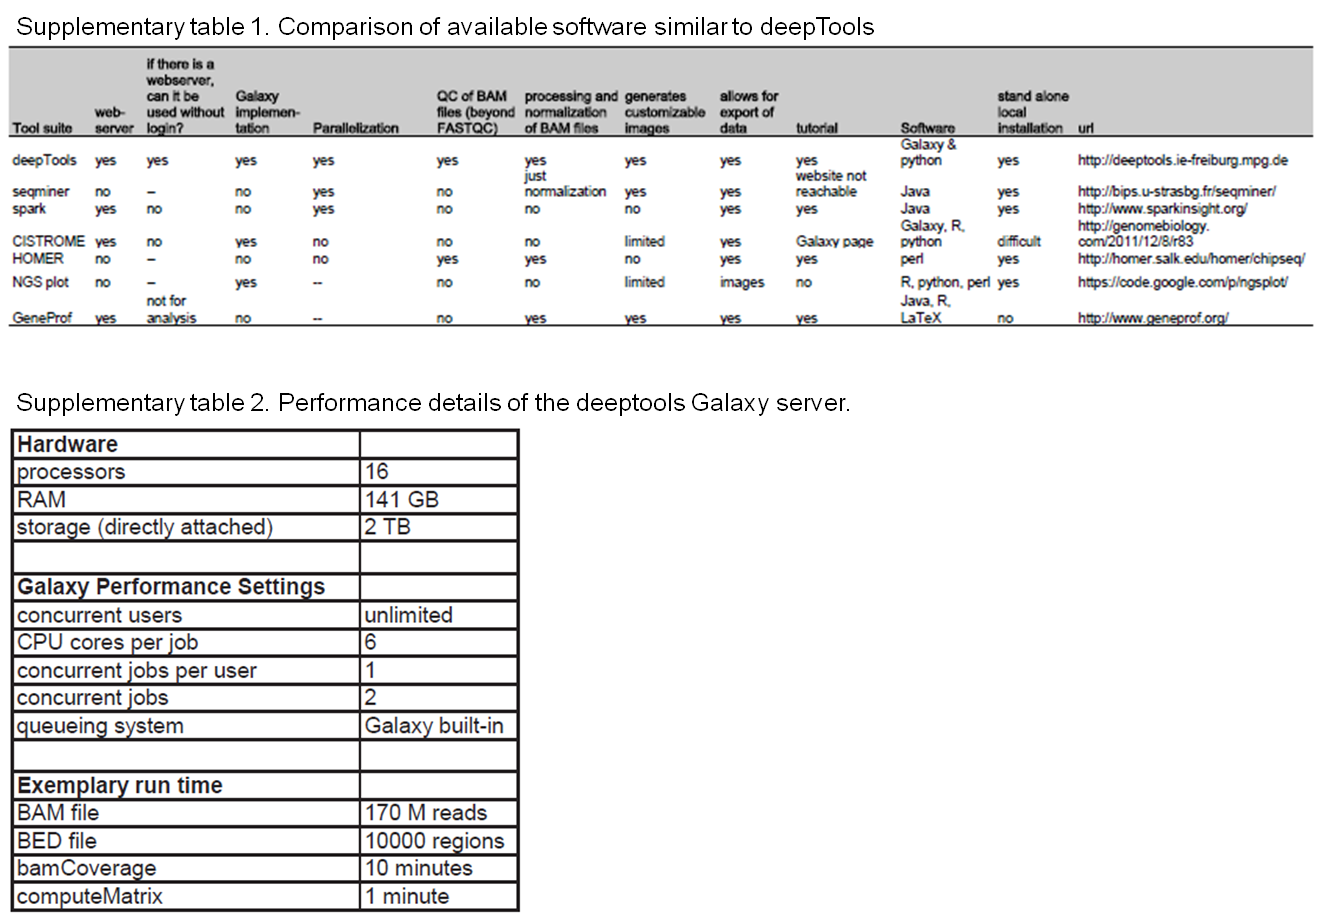 Supplementary table 1. Comparison of available software similar to deepTools
Tool suite web-server if there is a webserver, can it be used without login? Galaxy implemen-tation Parallelization QC of BAM files (beyond FASTQC) processing and normalization of BAM files generates customizable images allows for export of data tutorial Software stand alone local installation url
deepTools yes yes yes yes yes yes yes yes yes Galaxy & python yes http://deeptools.ie-freiburg.mpg.de
seqminer no – no yes no just normalization yes yes website not reachable Java yes http://bips.u-strasbg.fr/seqminer/
spark yes no no yes no no no yes yes Java yes http://www.sparkinsight.org/
CISTROME yes no yes no no no limited yes Galaxy page Galaxy, R, python difficult http://genomebiology.com/2011/12/8/r83
HOMER no – no no yes yes no yes yes perl yes http://homer.salk.edu/homer/chipseq/
NGS plot no – yes -- no no limited images no R, python, perl yes https://code.google.com/p/ngsplot/
GeneProf yes not for analysis no -- no yes yes yes yes Java, R, LaTeX no http://www.geneprof.org/
Supplementary table 2. Performance details of the deeptools Galaxy server.
Hardware
processors 16
RAM 141 GB
storage (directly attached) 2 TB
Galaxy Performance Settings
concurrent users unlimited
CPU cores per job 6
concurrent jobs per user 1
concurrent jobs 2
queueing system Galaxy built-in
Exemplary run time
BAM file 170 M reads
BED file 10000 regions
bamCoverage 10 minutes
computeMatrix 1 minute